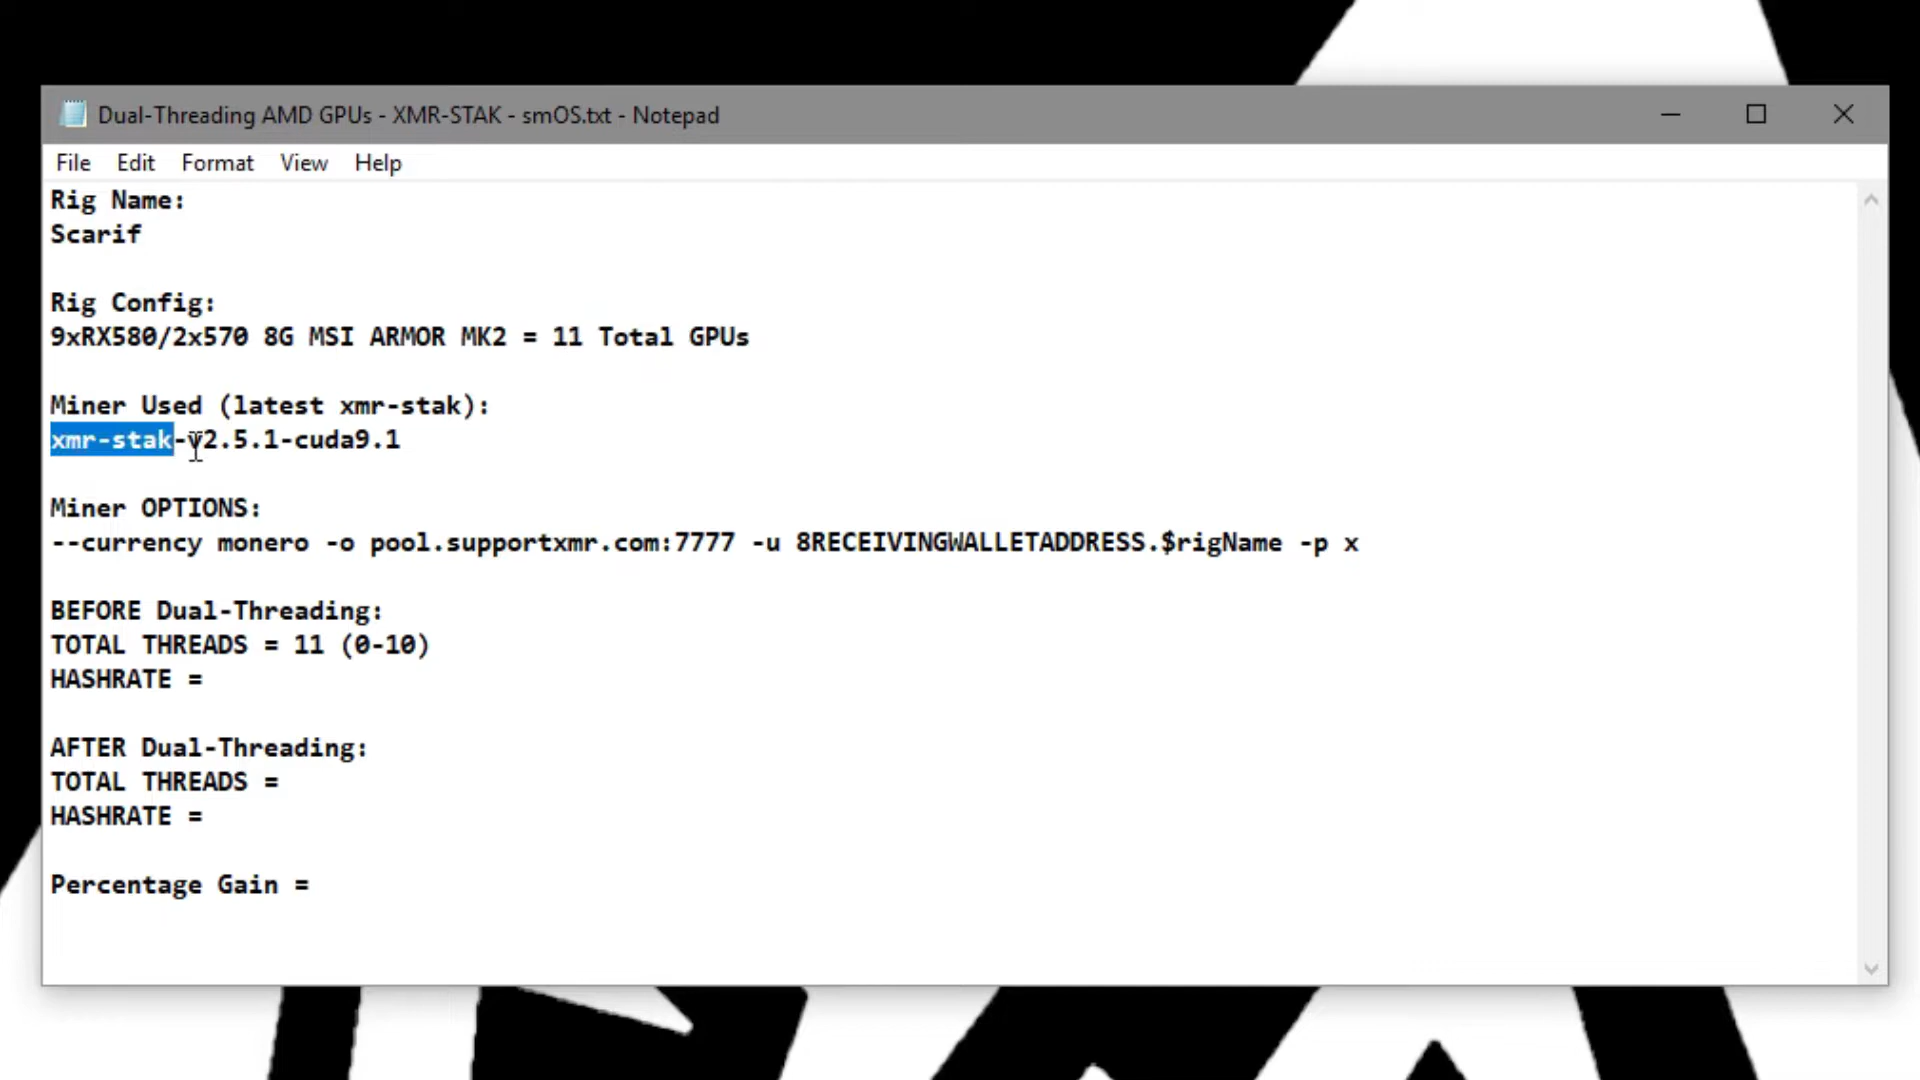 Dual-Threading AMD GPUs - XMR-STAK - smOS.txt - Notepad
File Edit Format View Help
Rig Name:
Scarif
Rig Config:
9xRX580/2x570 8G MSI ARMOR MK2 = 11 Total GPUs
Miner Used (latest xmr-stak):
xmr-stak-v2.5.1-cuda9.1
Miner OPTIONS:
--currency monero -o pool.supportxmr.com:7777 -u 8RECEIVINGWALLETADDRESS.$rigName -p x
BEFORE Dual-Threading:
TOTAL THREADS = 11 (0-10)
HASHRATE =
AFTER Dual-Threading:
TOTAL THREADS =
HASHRATE =
Percentage Gain =